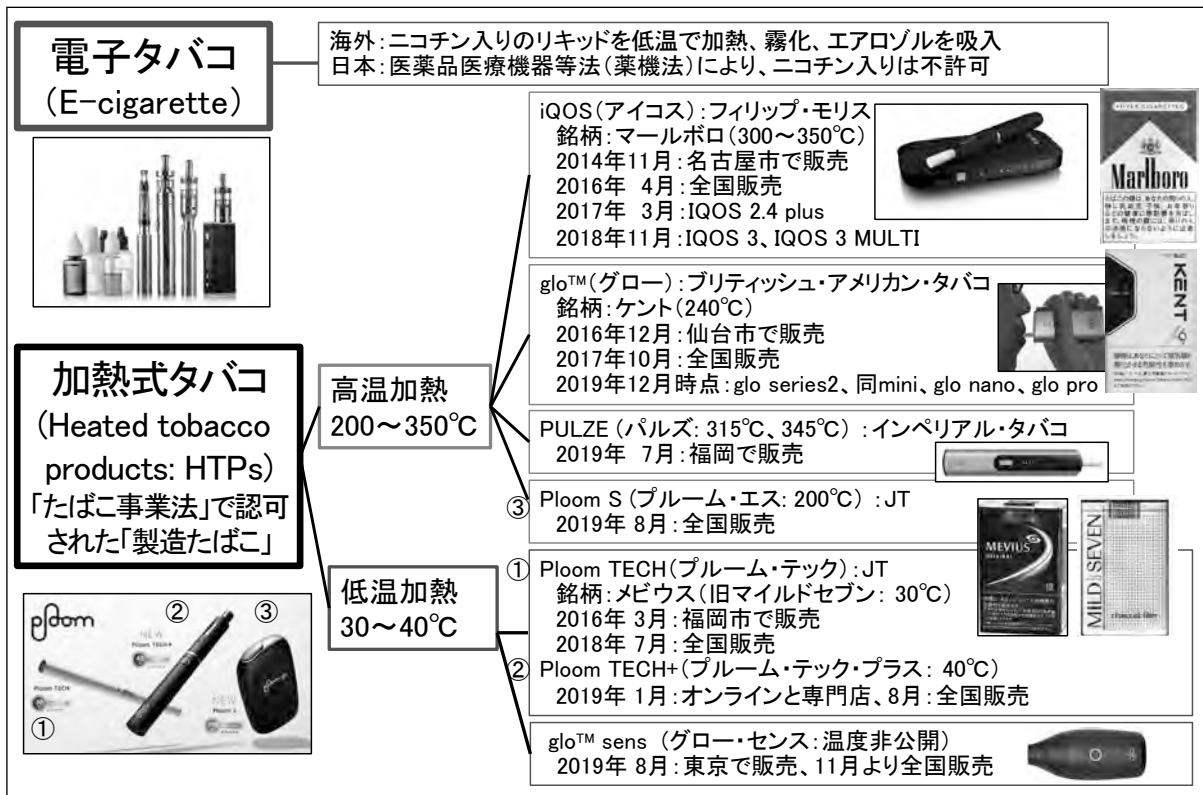 電子タバコ
(E-cigarette)
海外:ニコチン入りのリキッドを低温で加熱、霧化、エアロゾルを吸入
日本:医薬品医療機器等法(薬機法)により、ニコチン入りは不許可
加熱式タバコ
(Heated tobacco
products: HTPs)
「たばこ事業法」で認可
された「製造たばこ」
高温加熱
200~350℃
iQOS(アイコス):フィリップ・モリス
銘柄:マールボロ(300~350℃)
2014年11月:名古屋市で販売
2016年 4月:全国販売
2017年 3月:IQOS 2.4 plus
2018年11月:IQOS 3、IQOS 3 MULTI
Marlboro
glo™(グロー):ブリティッシュ・アメリカン・タバコ
銘柄:ケント(240℃)
2016年12月:仙台市で販売
2017年10月:全国販売
2019年12月時点:glo series2、同mini、glo nano、glo pro
KENT
PULZE (パルズ: 315℃、345℃) :インペリアル・タバコ
2019年 7月:福岡で販売
③ Ploom S (プルーム・エス: 200℃) :JT
2019年 8月:全国販売
低温加熱
30~40℃
① Ploom TECH(プルーム・テック):JT
銘柄:メビウス(旧マイルドセブン: 30℃)
2016年 3月:福岡市で販売
2018年 7月:全国販売
② Ploom TECH+(プルーム・テック・プラス: 40℃)
2019年 1月:オンラインと専門店、8月:全国販売
MEVIUS
MILD SEVEN
glo™ sens (グロー・センス:温度非公開)
2019年 8月:東京で販売、11月より全国販売
ploom
②
③
NEW
Ploom TECH+
Ploom TECH
NEW
Ploom S
①